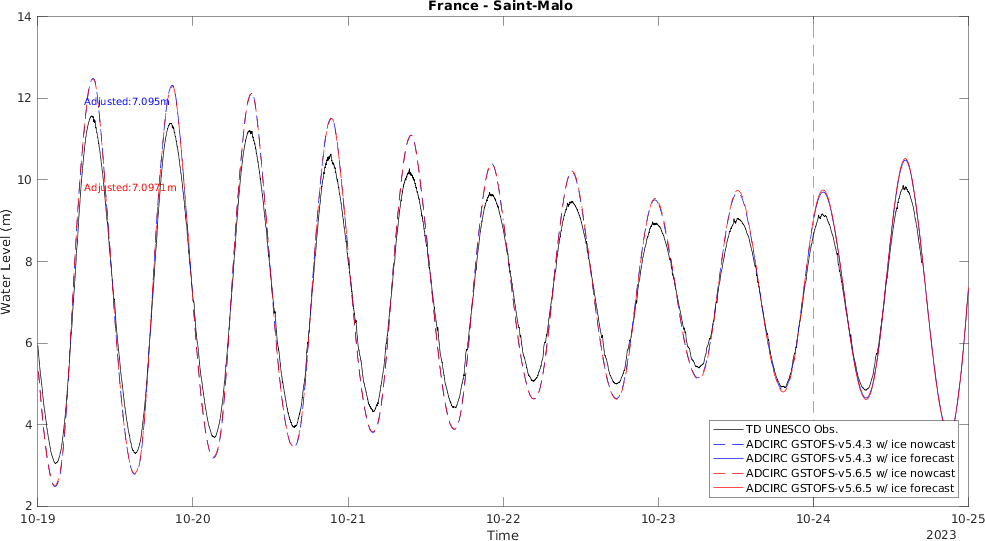 France - Saint-Malo
14
12
10
8
6
4
2
Water Level (m)
Adjusted:7.095m
Adjusted:7.0971m
TD UNESCO Obs.
ADCIRC GSTOFS-v5.4.3 w/ ice nowcast
ADCIRC GSTOFS-v5.4.3 w/ ice forecast
ADCIRC GSTOFS-v5.6.5 w/ ice nowcast
ADCIRC GSTOFS-v5.6.5 w/ ice forecast
10-19 10-20 10-21 10-22 10-23 10-24 10-25
Time
2023